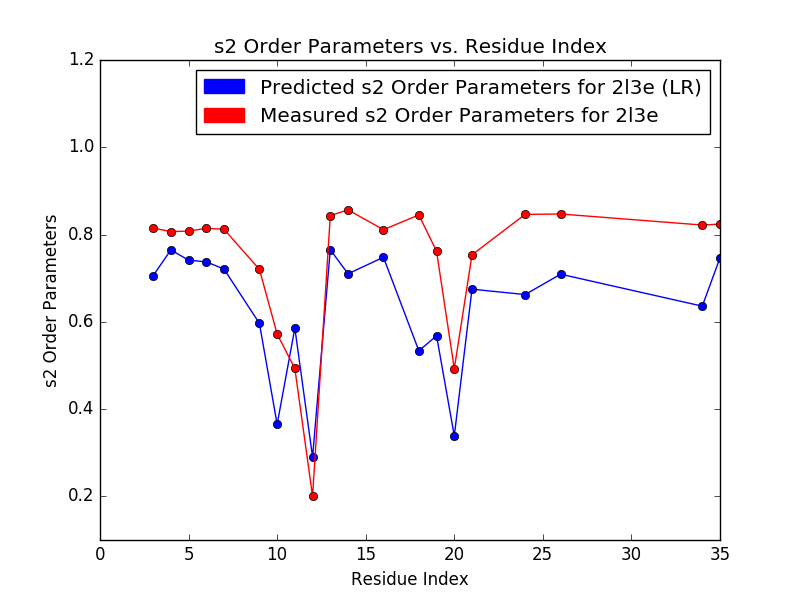 s2 Order Parameters vs. Residue Index
1.2
Predicted s2 Order Parameters for 2l3e (LR)
Measured s2 Order Parameters for 2l3e
1.0
0.8
s2 Order Parameters
0.6
0.4
0.2
0 5 10 15 20 25 30 35
Residue Index